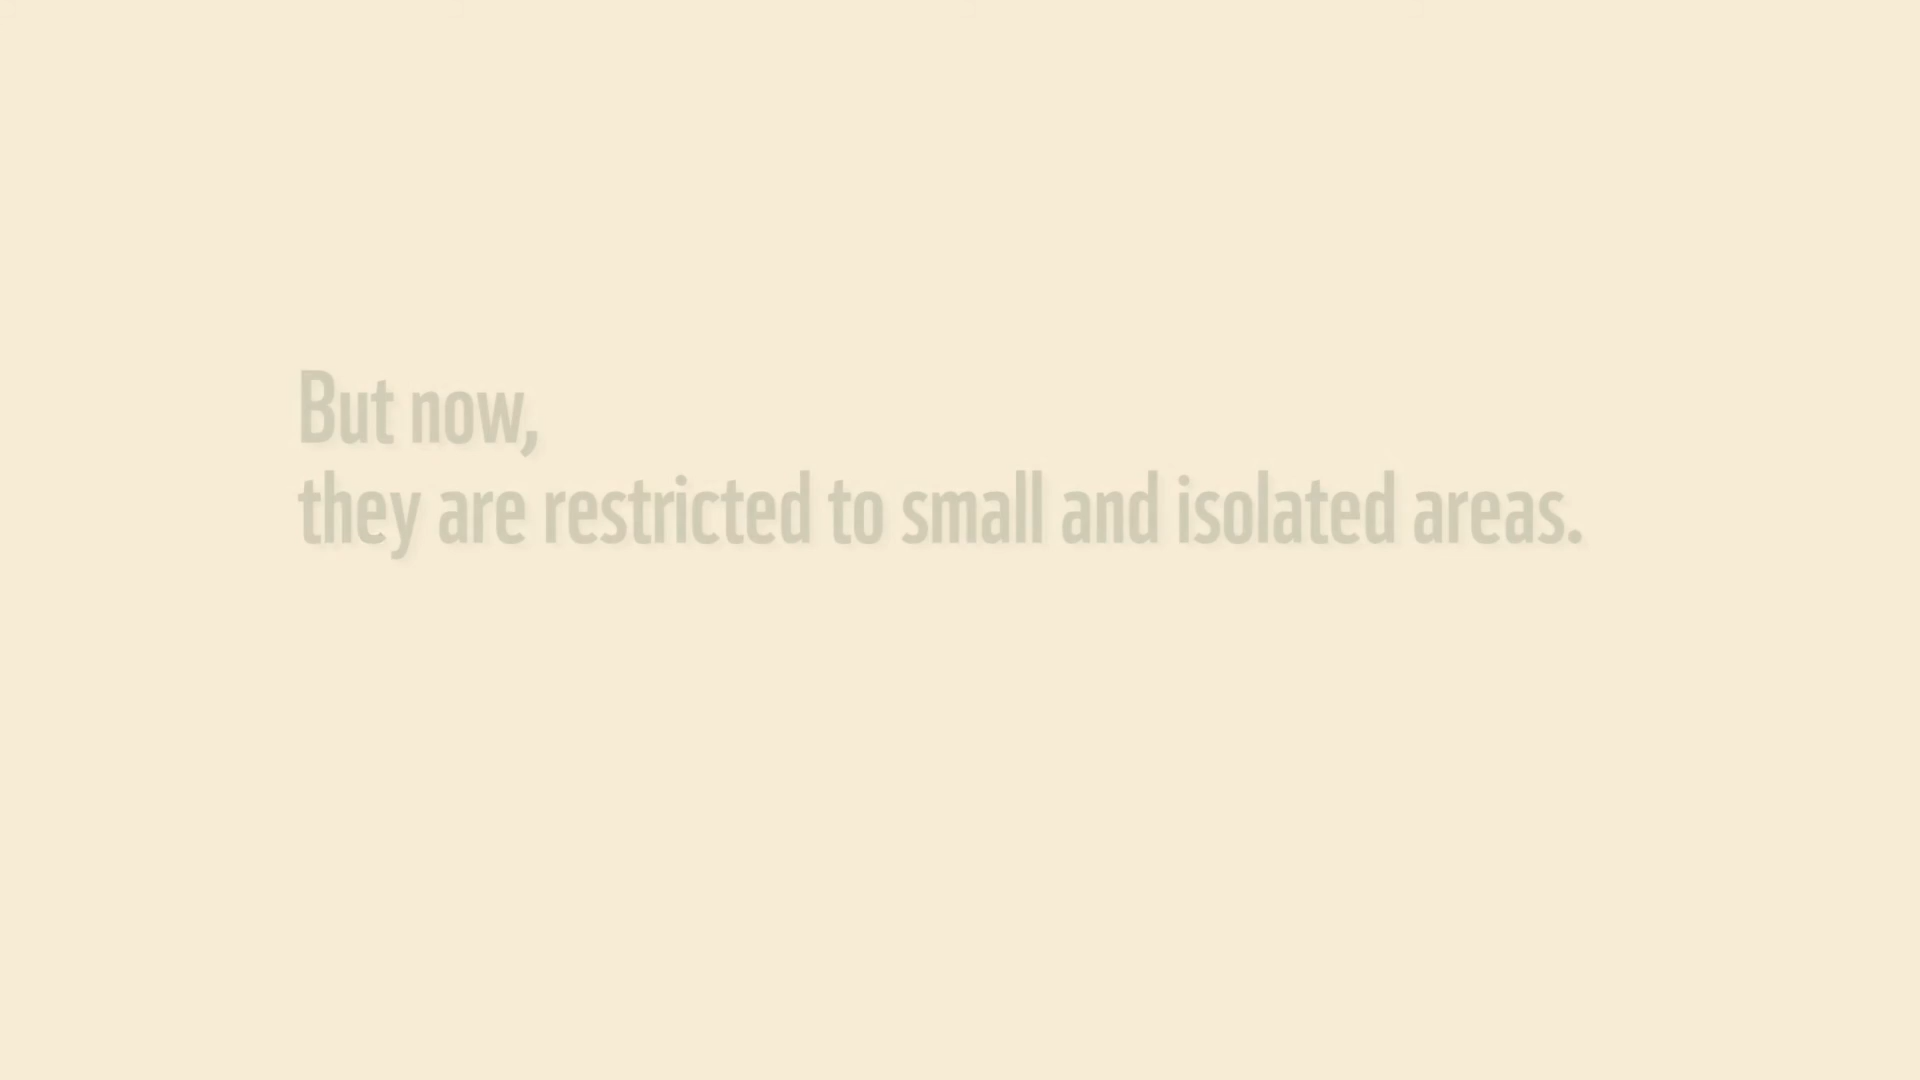 But now,
they are restricted to small and isolated areas.